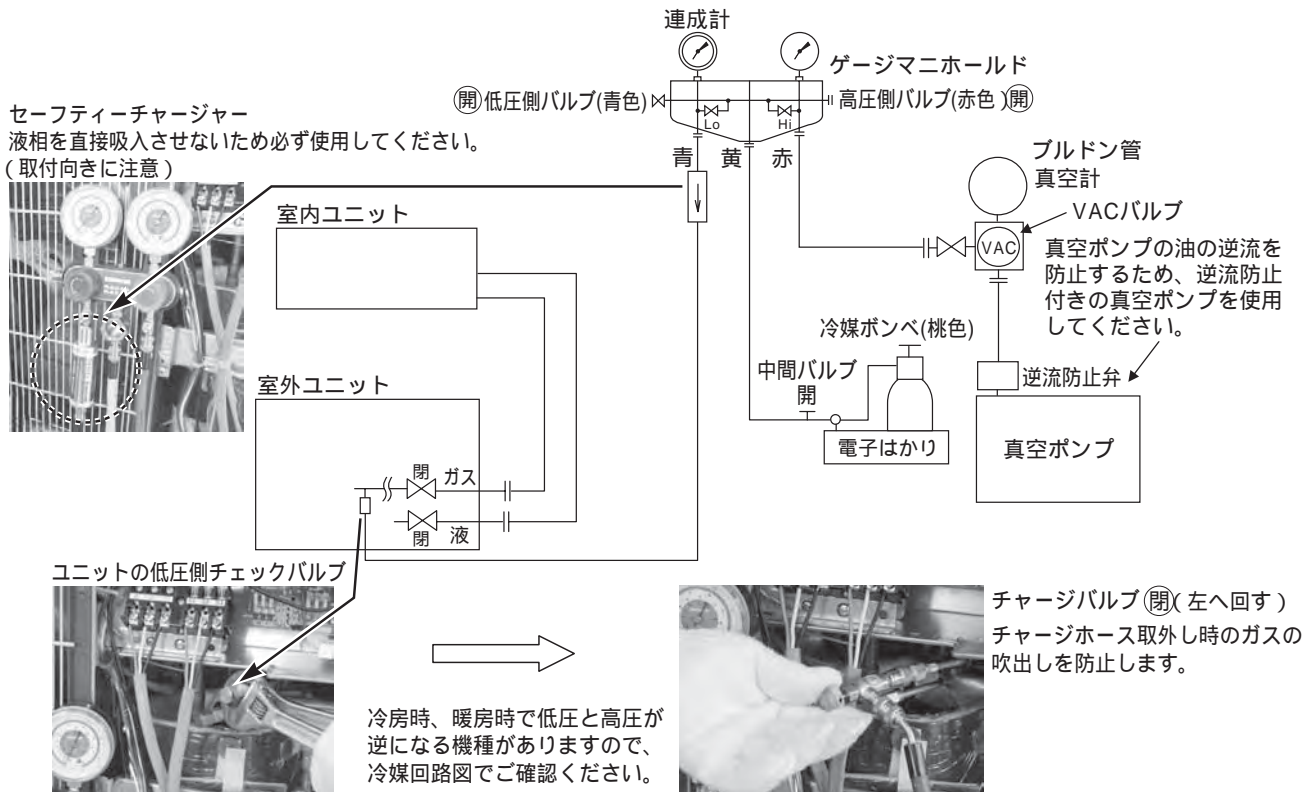 連成計
ゲージマニホールド
開 低圧側バルブ(青色)
高圧側バルブ(赤色)開
Lo
Hi
青
黄
赤
セーフティーチャージャー
液相を直接吸入させないため必ず使用してください。
(取付向きに注意)
ブルドン管
真空計
VACバルブ
VAC
真空ポンプの油の逆流を
防止するため、逆流防止
付きの真空ポンプを使用
してください。
室内ユニット
冷媒ボンベ(桃色)
中間バルブ
開
電子はかり
逆流防止弁
真空ポンプ
室外ユニット
閉
ガス
閉
液
ユニットの低圧側チェックバルブ
冷房時、暖房時で低圧と高圧が
逆になる機種がありますので、
冷媒回路図でご確認ください。
チャージバルブ閉(左へ回す)
チャージホース取外し時のガスの
吹出しを防止します。